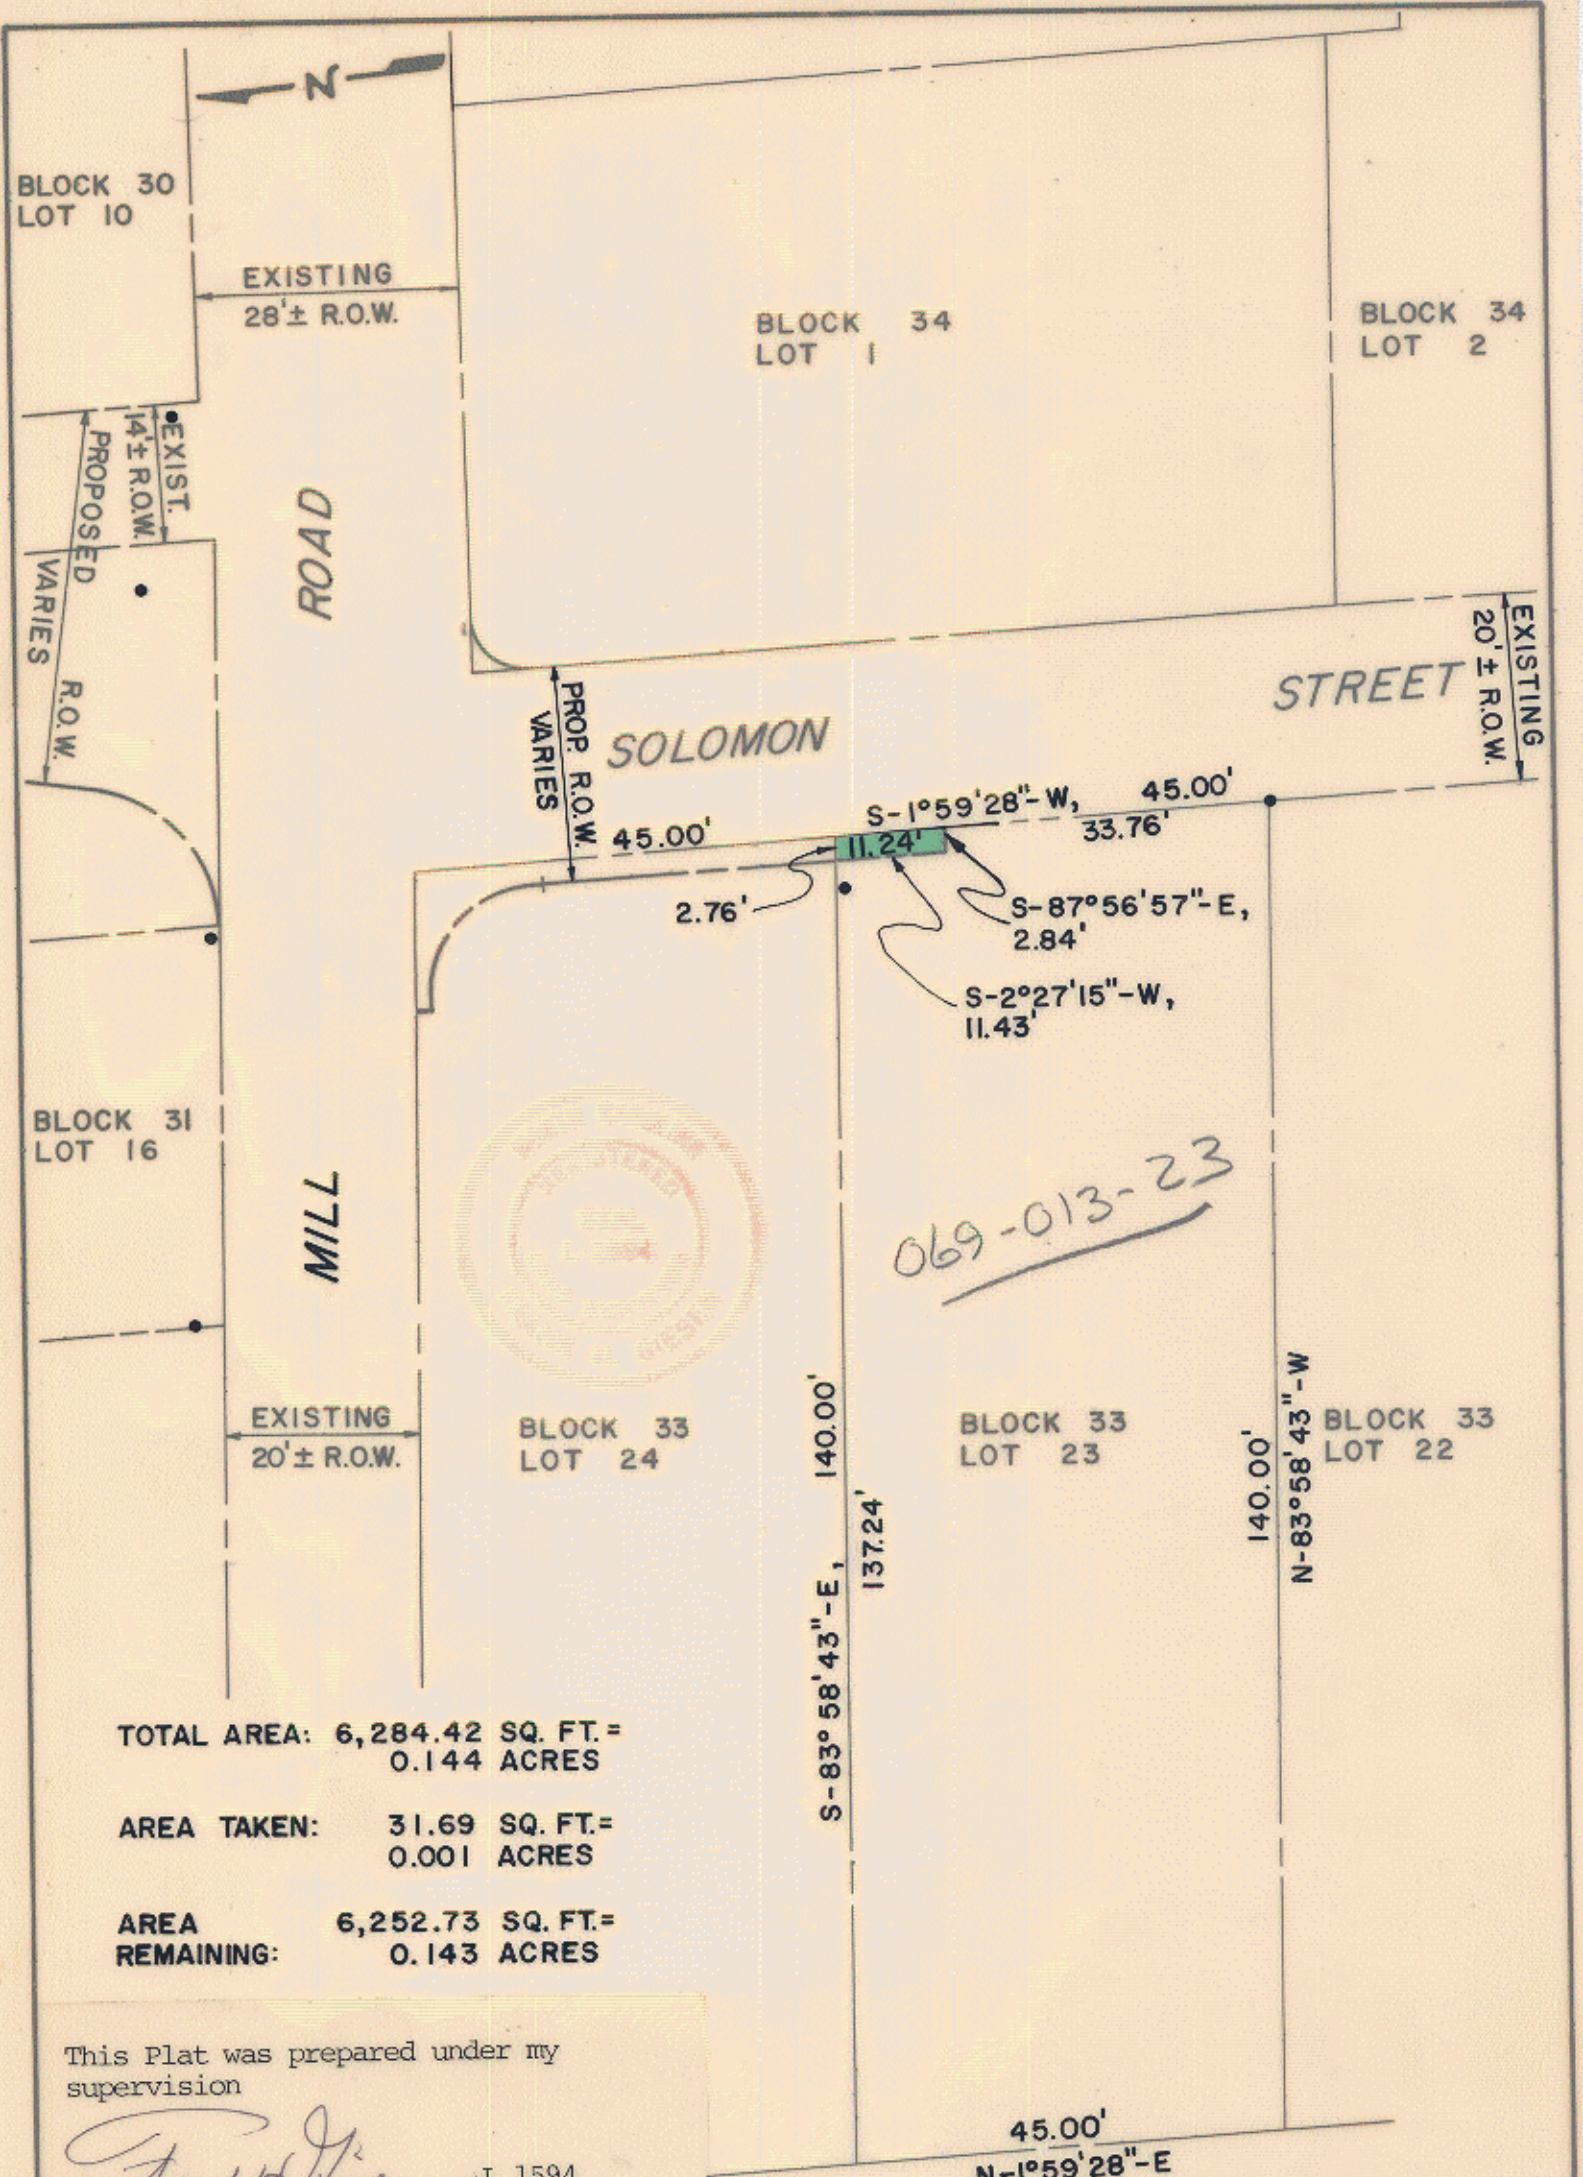 N
BLOCK 30
LOT 10
EXISTING
28'± R.O.W.
BLOCK 34
LOT 1
BLOCK 34
LOT 2
EXIST.
14'± R.O.W.
PROPOSED
VARIES R.O.W.
ROAD
EXISTING
20'± R.O.W.
STREET
SOLOMON
PROP. R.O.W.
VARIES
S-1°59'28"-W, 45.00'
45.00'
11.24'
33.76'
2.76'
S-87°56'57"-E,
2.84'
S-2°27'15"-W,
11.43'
BLOCK 31
LOT 16
MILL
069-013-23
REGISTERED
EXISTING
20'± R.O.W.
BLOCK 33
LOT 24
BLOCK 33
LOT 23
BLOCK 33
LOT 22
S-83°58'43"-E, 140.00'
137.24'
140.00'
N-83°58'43"-W
TOTAL AREA: 6,284.42 SQ. FT.=
0.144 ACRES
AREA TAKEN: 31.69 SQ. FT.=
0.001 ACRES
AREA 6,252.73 SQ. FT.=
REMAINING: 0.143 ACRES
This Plat was prepared under my
supervision
1594
45.00'
N-1°59'28"-E